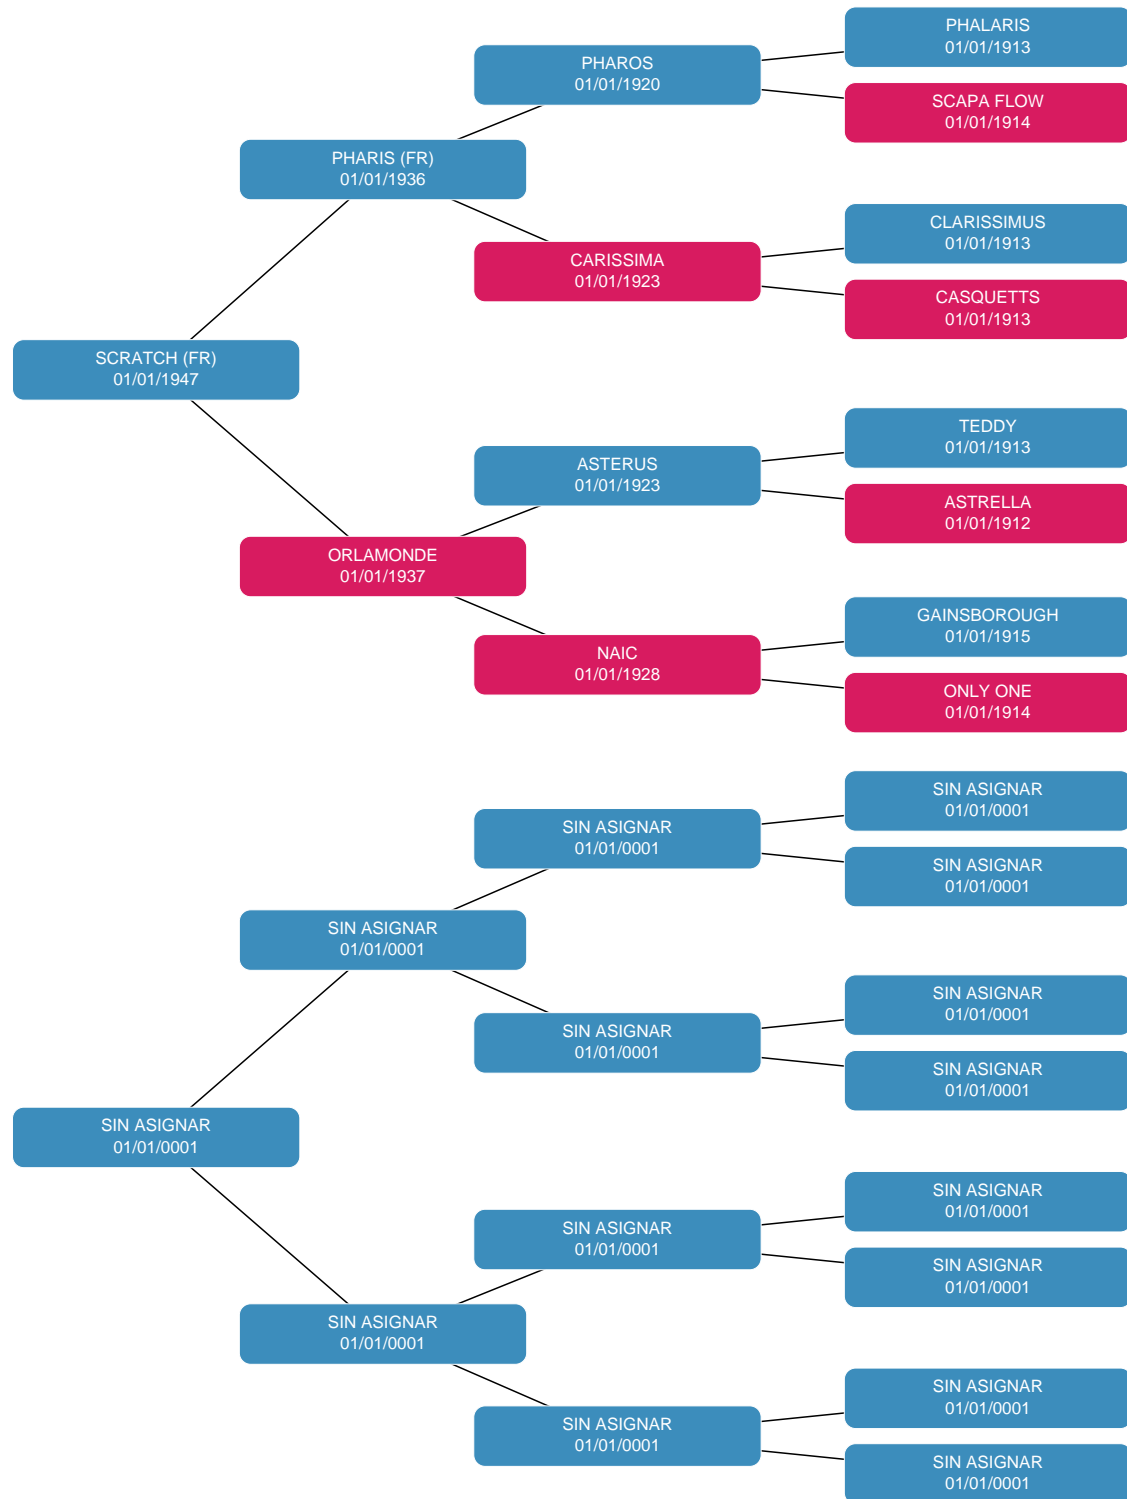 PHALARIS
01/01/1913
PHAROS
01/01/1920
SCAPA FLOW
01/01/1914
PHARIS (FR)
01/01/1936
CLARISSIMUS
01/01/1913
CARISSIMA
01/01/1923
CASQUETTS
01/01/1913
SCRATCH (FR)
01/01/1947
TEDDY
01/01/1913
ASTERUS
01/01/1923
ASTRELLA
01/01/1912
ORLAMONDE
01/01/1937
GAINSBOROUGH
01/01/1915
NAIC
01/01/1928
ONLY ONE
01/01/1914
SIN ASIGNAR
01/01/0001
SIN ASIGNAR
01/01/0001
SIN ASIGNAR
01/01/0001
SIN ASIGNAR
01/01/0001
SIN ASIGNAR
01/01/0001
SIN ASIGNAR
01/01/0001
SIN ASIGNAR
01/01/0001
SIN ASIGNAR
01/01/0001
SIN ASIGNAR
01/01/0001
SIN ASIGNAR
01/01/0001
SIN ASIGNAR
01/01/0001
SIN ASIGNAR
01/01/0001
SIN ASIGNAR
01/01/0001
SIN ASIGNAR
01/01/0001
SIN ASIGNAR
01/01/0001